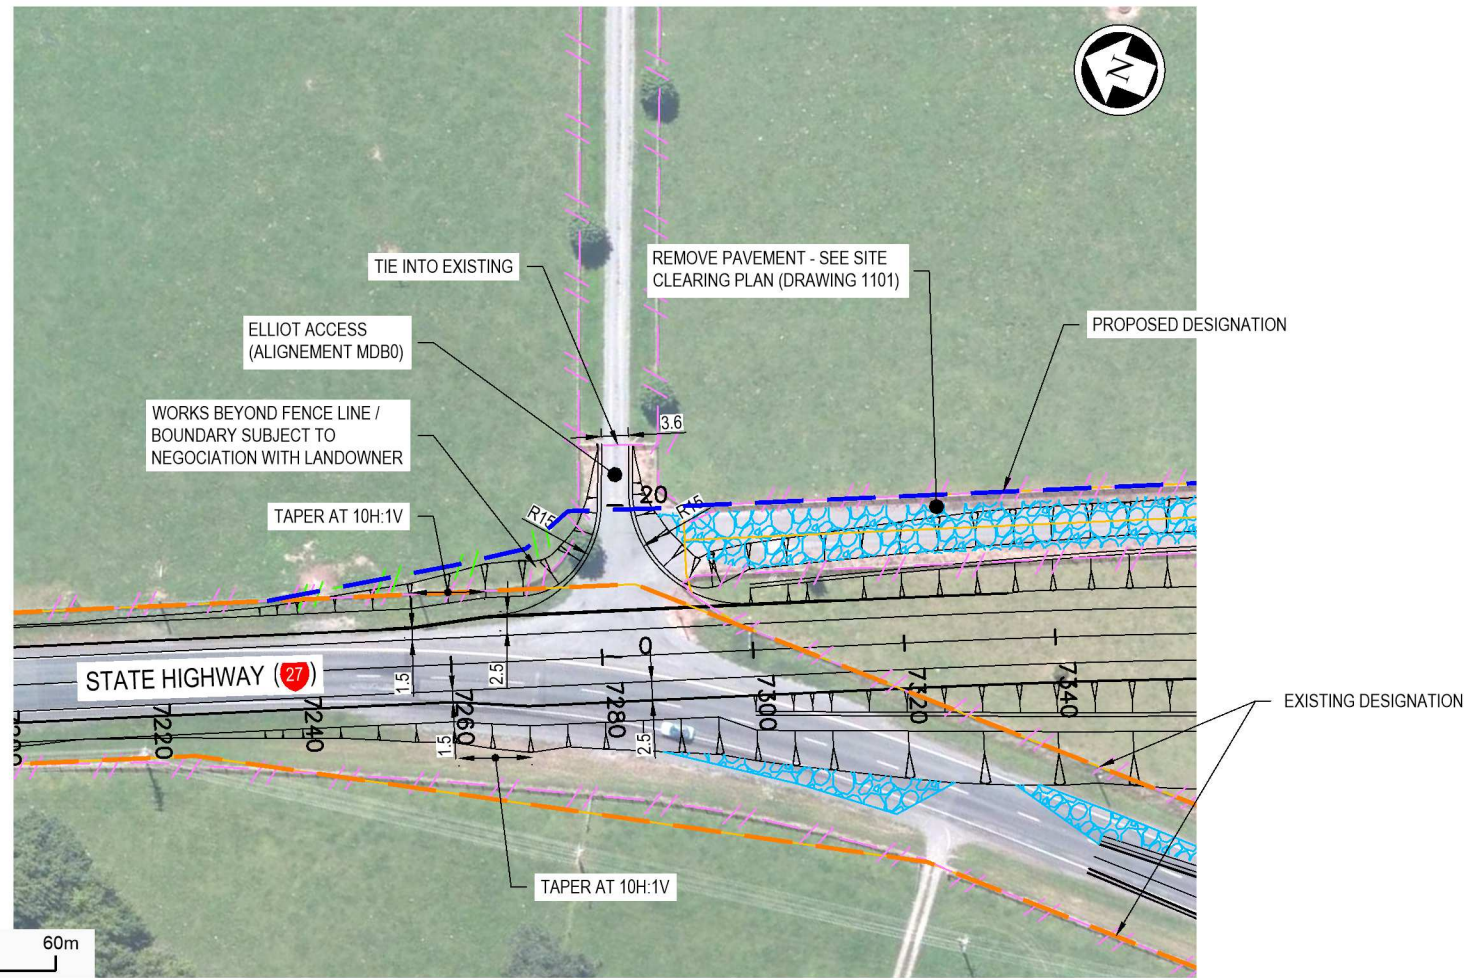 N
TIE INTO EXISTING
REMOVE PAVEMENT - SEE SITE
CLEARING PLAN (DRAWING 1101)
ELLIOT ACCESS
(ALIGNEMENT MDB0)
PROPOSED DESIGNATION
WORKS BEYOND FENCE LINE /
BOUNDARY SUBJECT TO
NEGOCIATION WITH LANDOWNER
3.6
20
TAPER AT 10H:1V
R15
R15
0
STATE HIGHWAY (27)
1.5
2.5
1.5
2.5
7220
7240
7260
7280
7300
7320
7340
EXISTING DESIGNATION
TAPER AT 10H:1V
60m